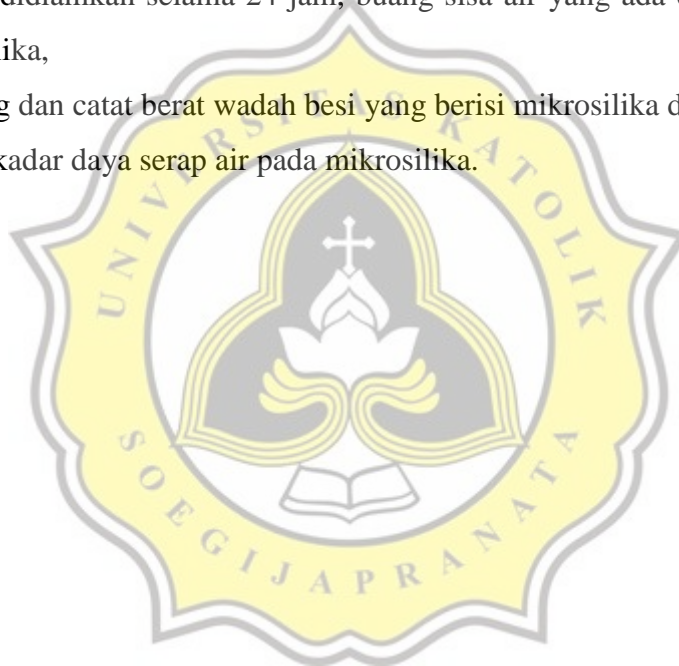 didiamkan selama 24 jam, buang sisa air yang ada
dan catat berat wadah besi yang berisi mikrosilika
kadar daya serap air pada mikrosilika.
UNIVERSITAS KATOLIK
SOEGIJAPRANATA